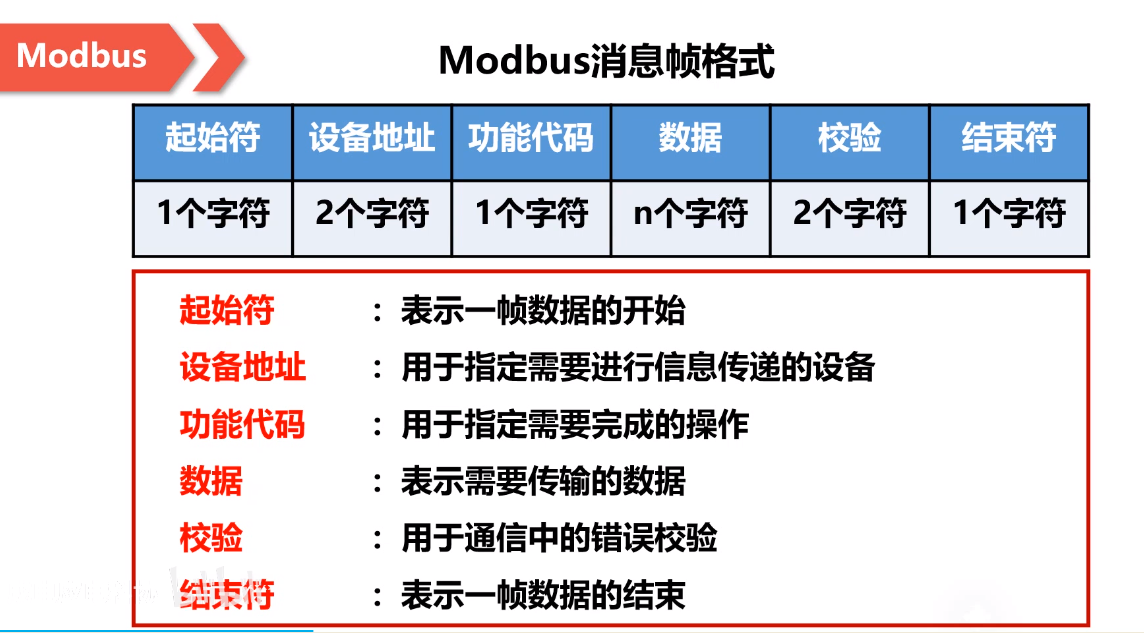 Modbus
Modbus消息帧格式
起始符 设备地址 功能代码 数据 校验 结束符
1个字符 2个字符 1个字符 n个字符 2个字符 1个字符
起始符 ：表示一帧数据的开始
设备地址 ：用于指定需要进行信息传递的设备
功能代码 ：用于指定需要完成的操作
数据 ：表示需要传输的数据
校验 ：用于通信中的错误校验
结束符 ：表示一帧数据的结束